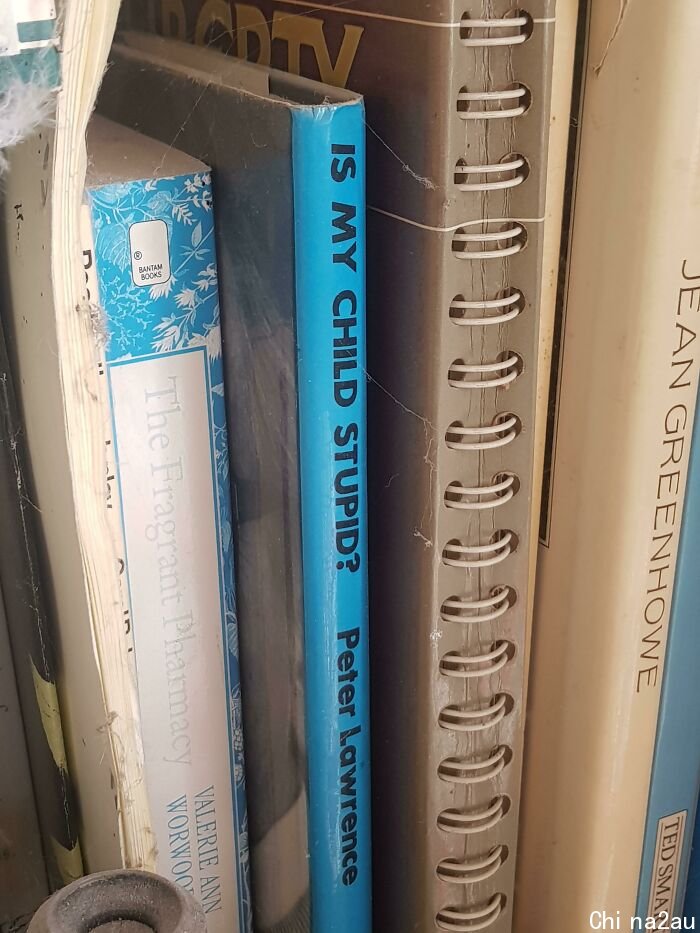 BANTAM
BOOKS
The Fragrant Pharmacy
VALERIE ANN
WORWOOD
IS MY CHILD STUPID? Peter Lawrence
JEAN GREENHOWE
TED SMA
Chi na2au